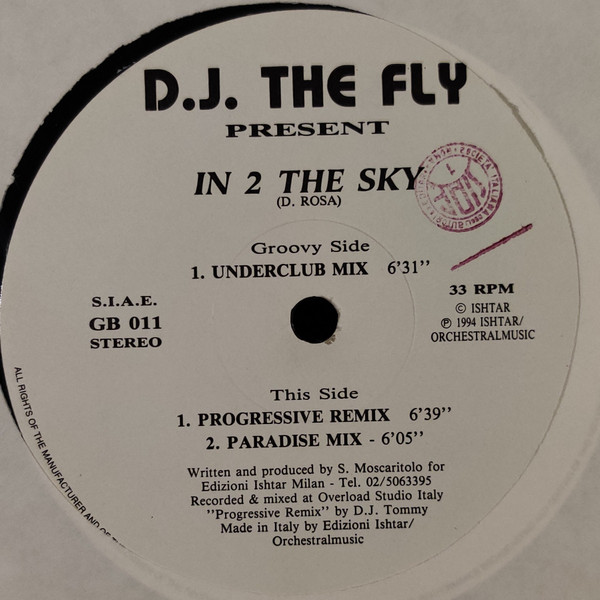 D.J. THE FLY
PRESENT
IN 2 THE SKY
(D. ROSA)
Groovy Side
1. UNDERCLUB MIX 6'31''
S.I.A.E.
GB 011
STEREO
33 RPM
© ISHTAR
℗ 1994 ISHTAR/
ORCHESTRALMUSIC
This Side
1. PROGRESSIVE REMIX 6'39''
2. PARADISE MIX - 6'05''
Written and produced by S. Moscaritolo for
Edizioni Ishtar Milan - Tel. 02/5063395
Recorded & mixed at Overload Studio Italy
''Progressive Remix'' by D.J. Tommy
Made in Italy by Edizioni Ishtar/
Orchestralmusic
ALL RIGHTS OF THE MANUFACTURER AND OF